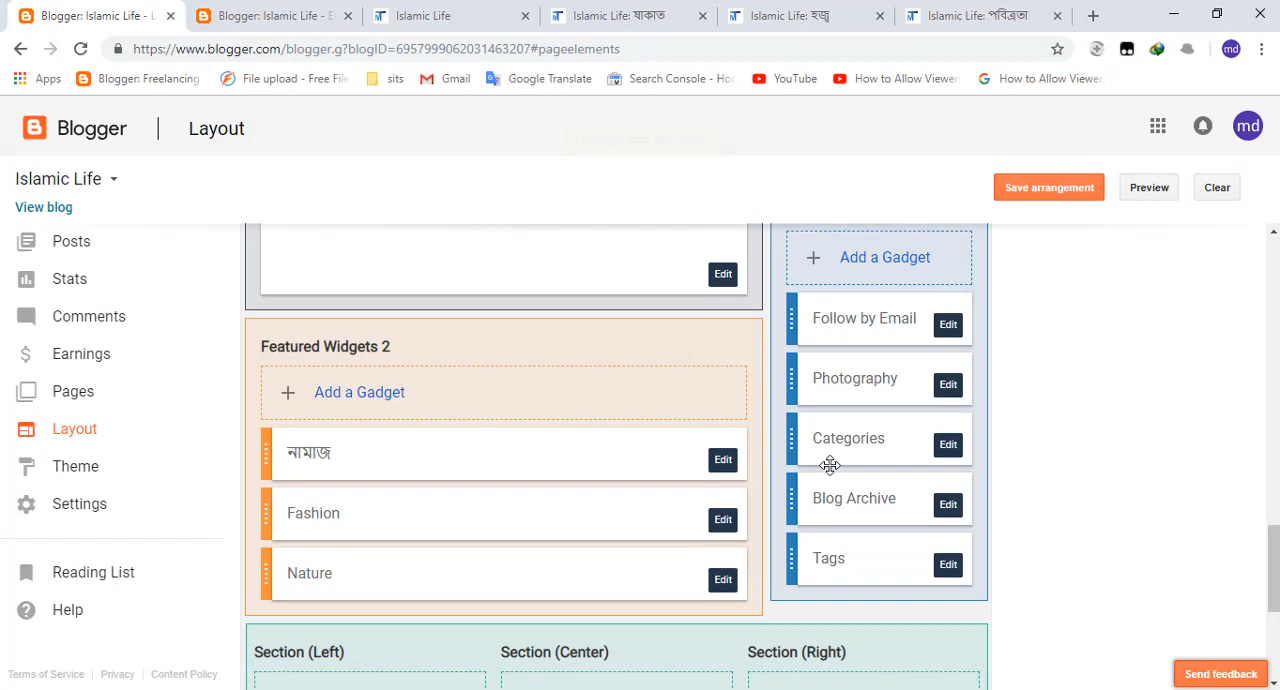 Blogger: Islamic Life - L
Blogger: Islamic Life - E
Islamic Life
Islamic Life: যাকাত
Islamic Life: হজ্ব
Islamic Life: পবিত্রতা
https://www.blogger.com/blogger.g?blogID=6957999062031463207#pageelements
md
Apps
Blogger: Freelancing
File upload - Free Fil
sits
Gmail
Google Translate
Search Console - Ho
YouTube
How to Allow Viewer
How to Allow Viewer
Blogger
Layout
md
Islamic Life
View blog
Save arrangement
Preview
Clear
Posts
Stats
Comments
Earnings
Pages
Layout
Theme
Settings
Reading List
Help
Terms of Service
Privacy
Content Policy
Edit
Featured Widgets 2
Add a Gadget
নামাজ
Edit
Fashion
Edit
Nature
Edit
Add a Gadget
Follow by Email
Edit
Photography
Edit
Categories
Edit
Blog Archive
Edit
Tags
Edit
Section (Left)
Section (Center)
Section (Right)
Send feedback